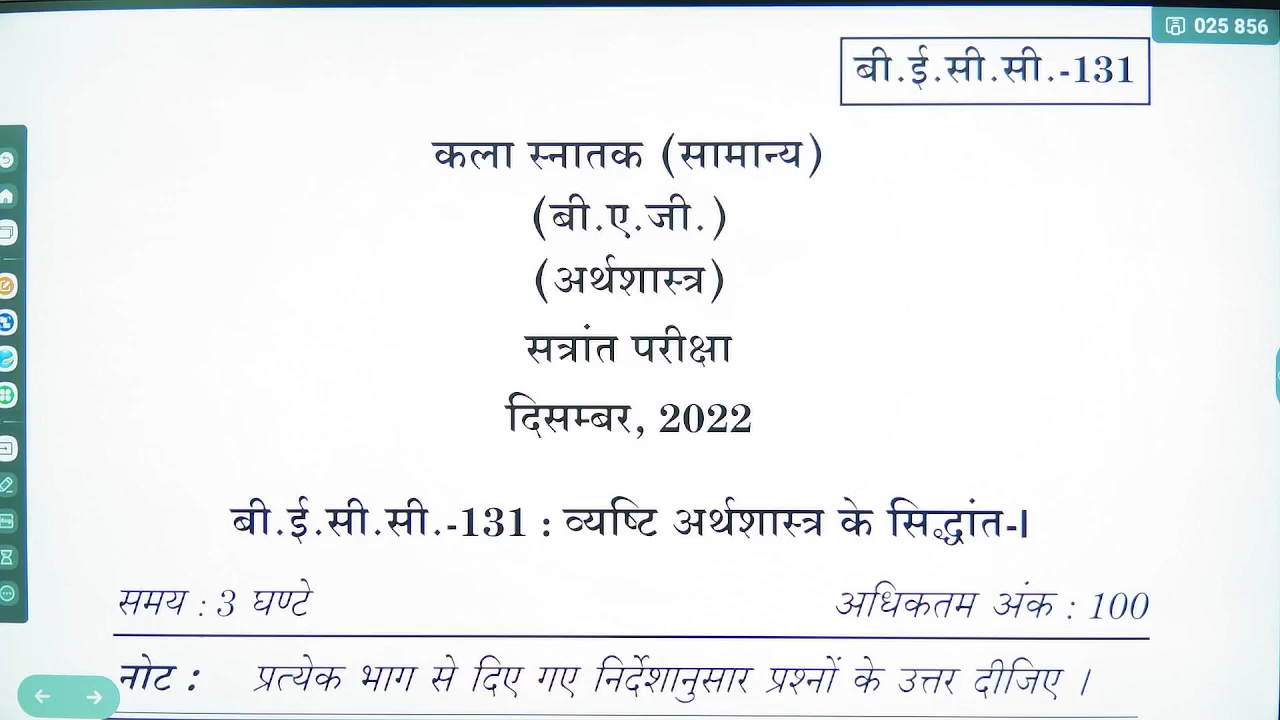 025 856
बी.ई.सी.सी.-131
कला स्नातक (सामान्य)
(बी.ए.जी.)
(अर्थशास्त्र)
सत्रांत परीक्षा
दिसम्बर, 2022
बी.ई.सी.सी.-131 : व्यष्टि अर्थशास्त्र के सिद्धांत-I
समय : 3 घण्टे अधिकतम अंक : 100
नोट : प्रत्येक भाग से दिए गए निर्देशानुसार प्रश्नों के उत्तर दीजिए ।